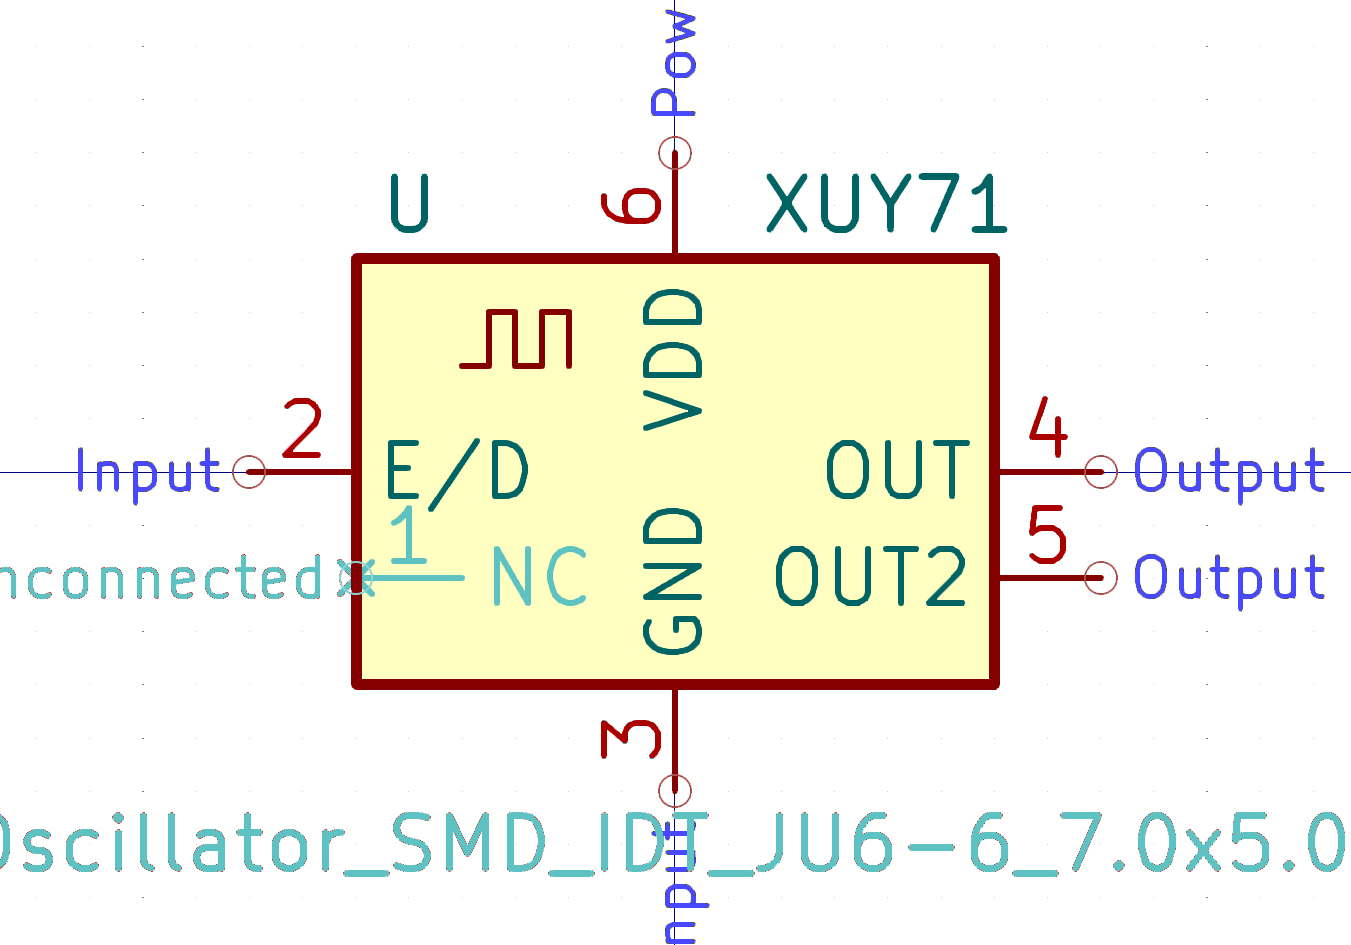 Pow
U
6
XUY71
VDD
2
4
Input
E/D
OUT
Output
1
5
nconnected
NC
GND
OUT2
Output
3
Oscillator_SMD_IDT_JU6-6_7.0x5.0
Input